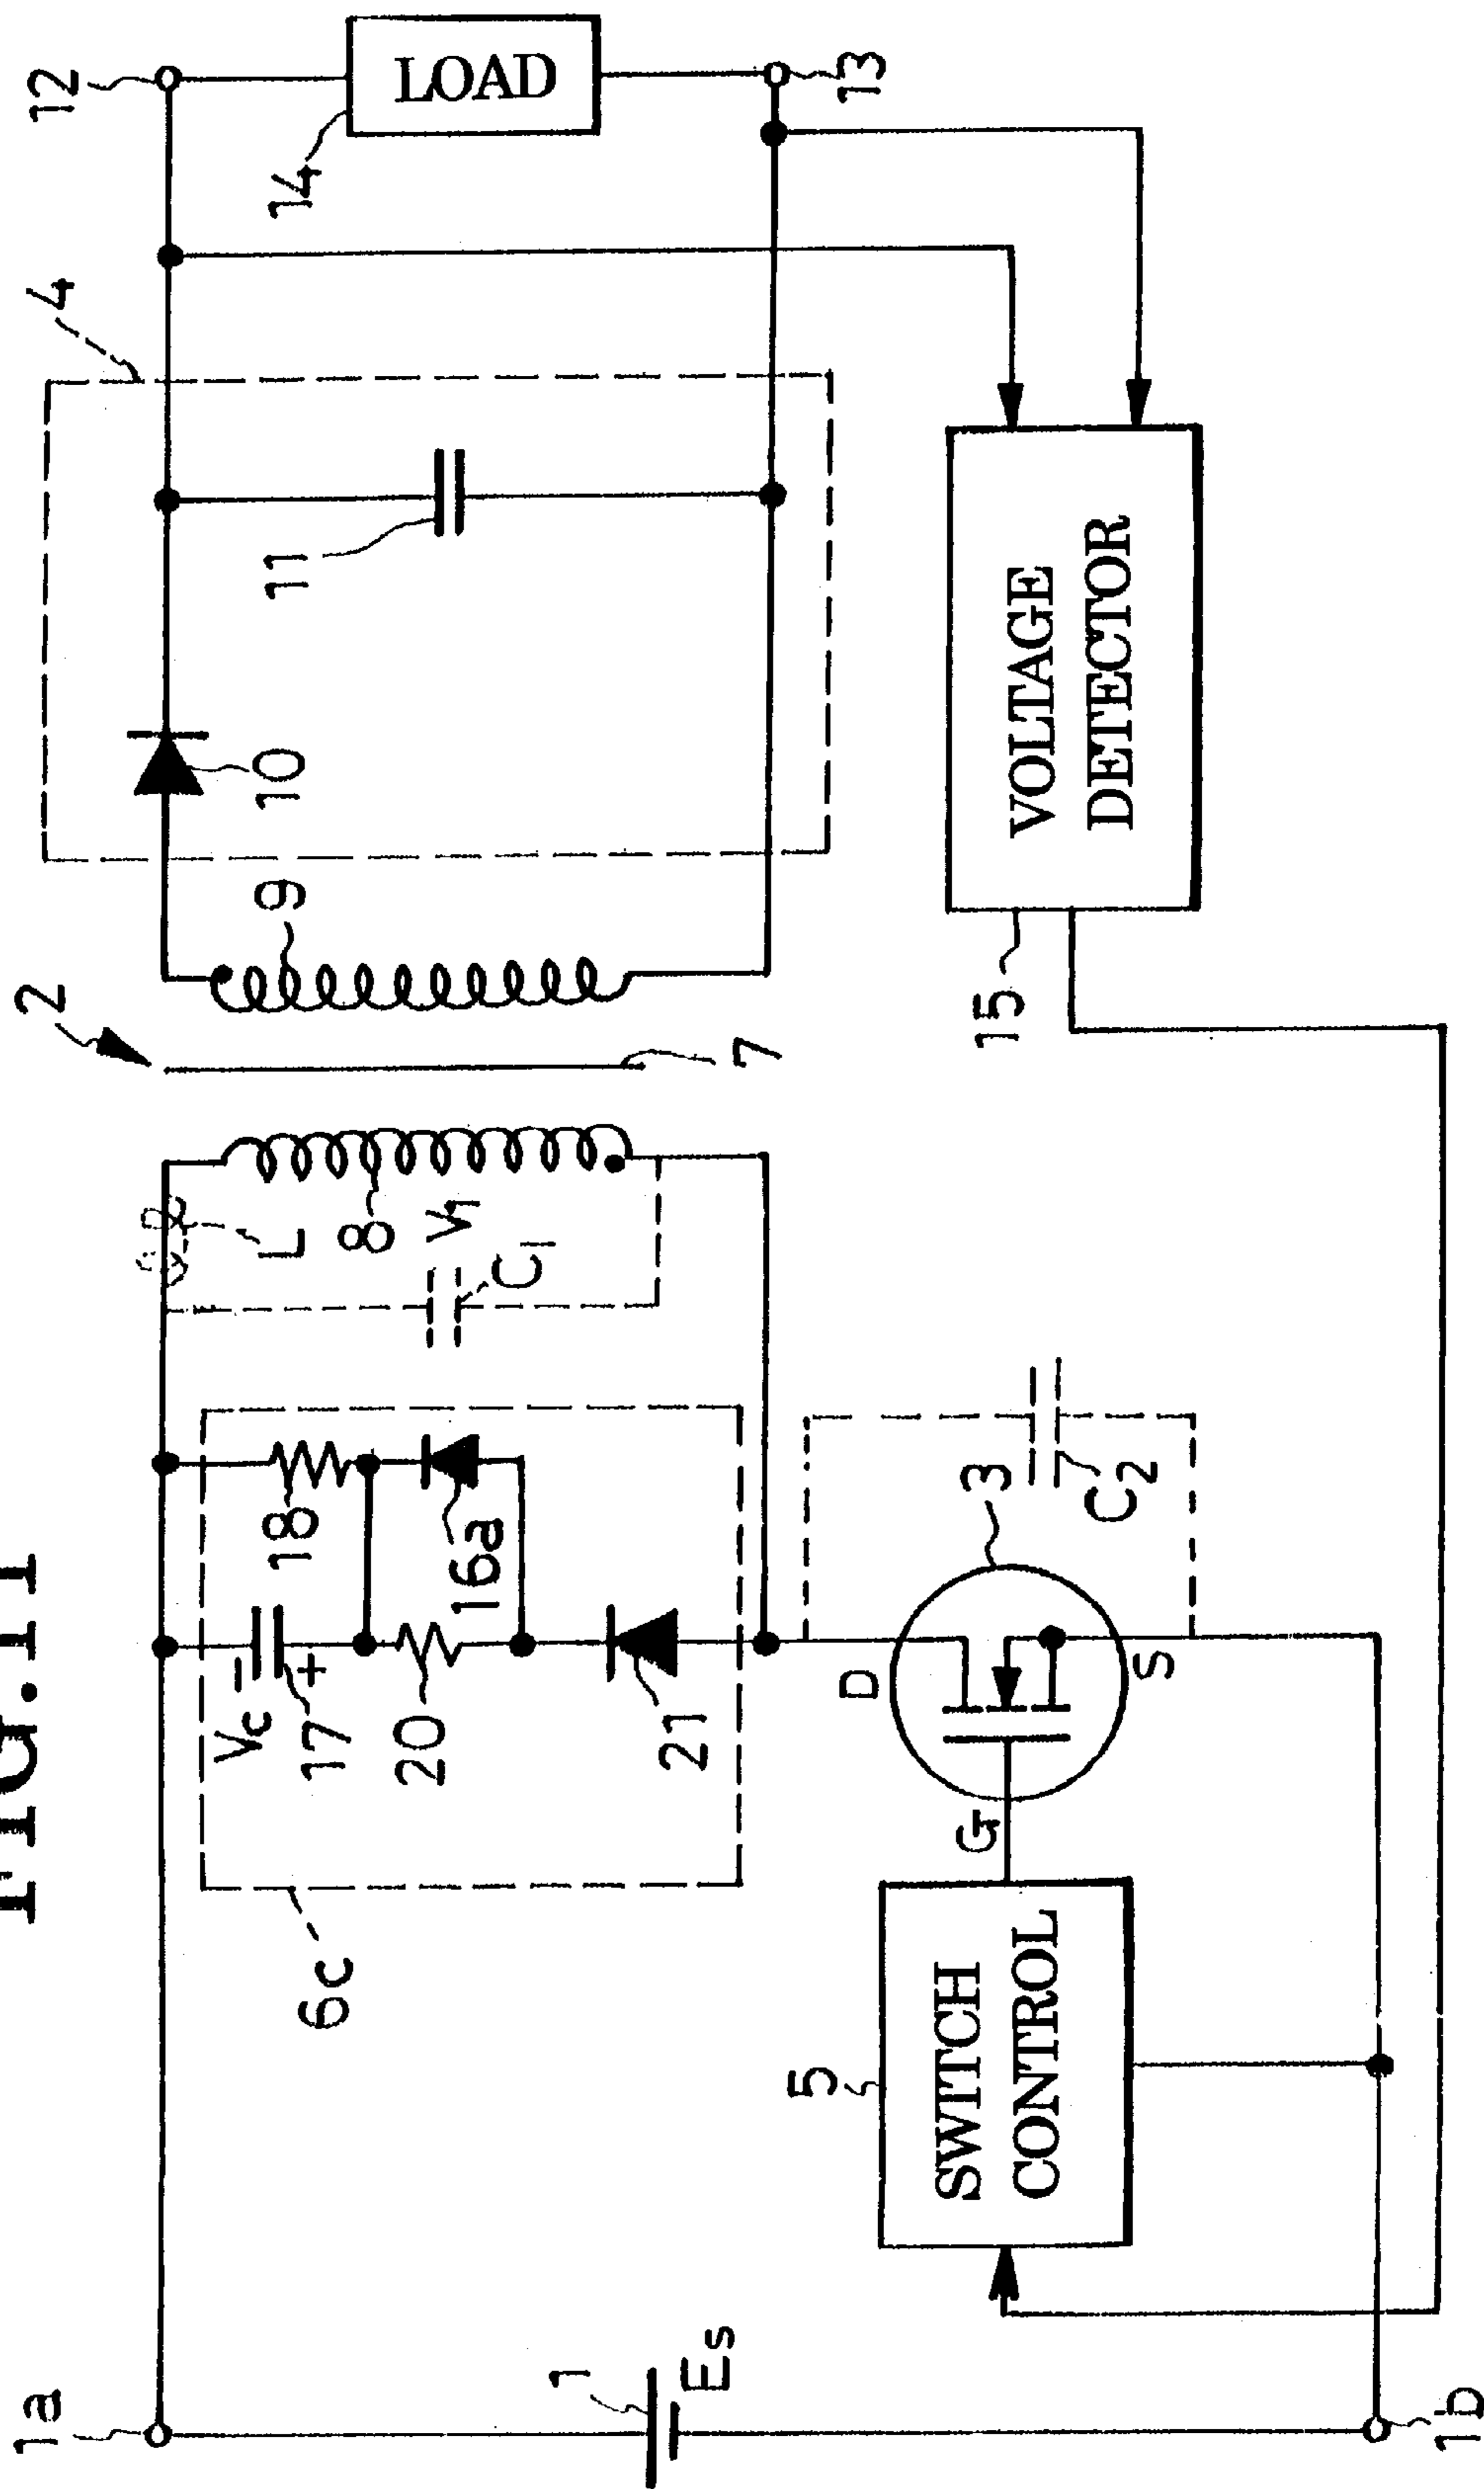 FIG.11
1a
1
Es
1b
6c
Vc
−
17
+
18
20
16a
21
L
8
V1
C1
2
7
9
4
10
11
12
14
LOAD
13
5
SWITCH
CONTROL
G
D
S
3
C2
15
VOLTAGE
DETECTOR